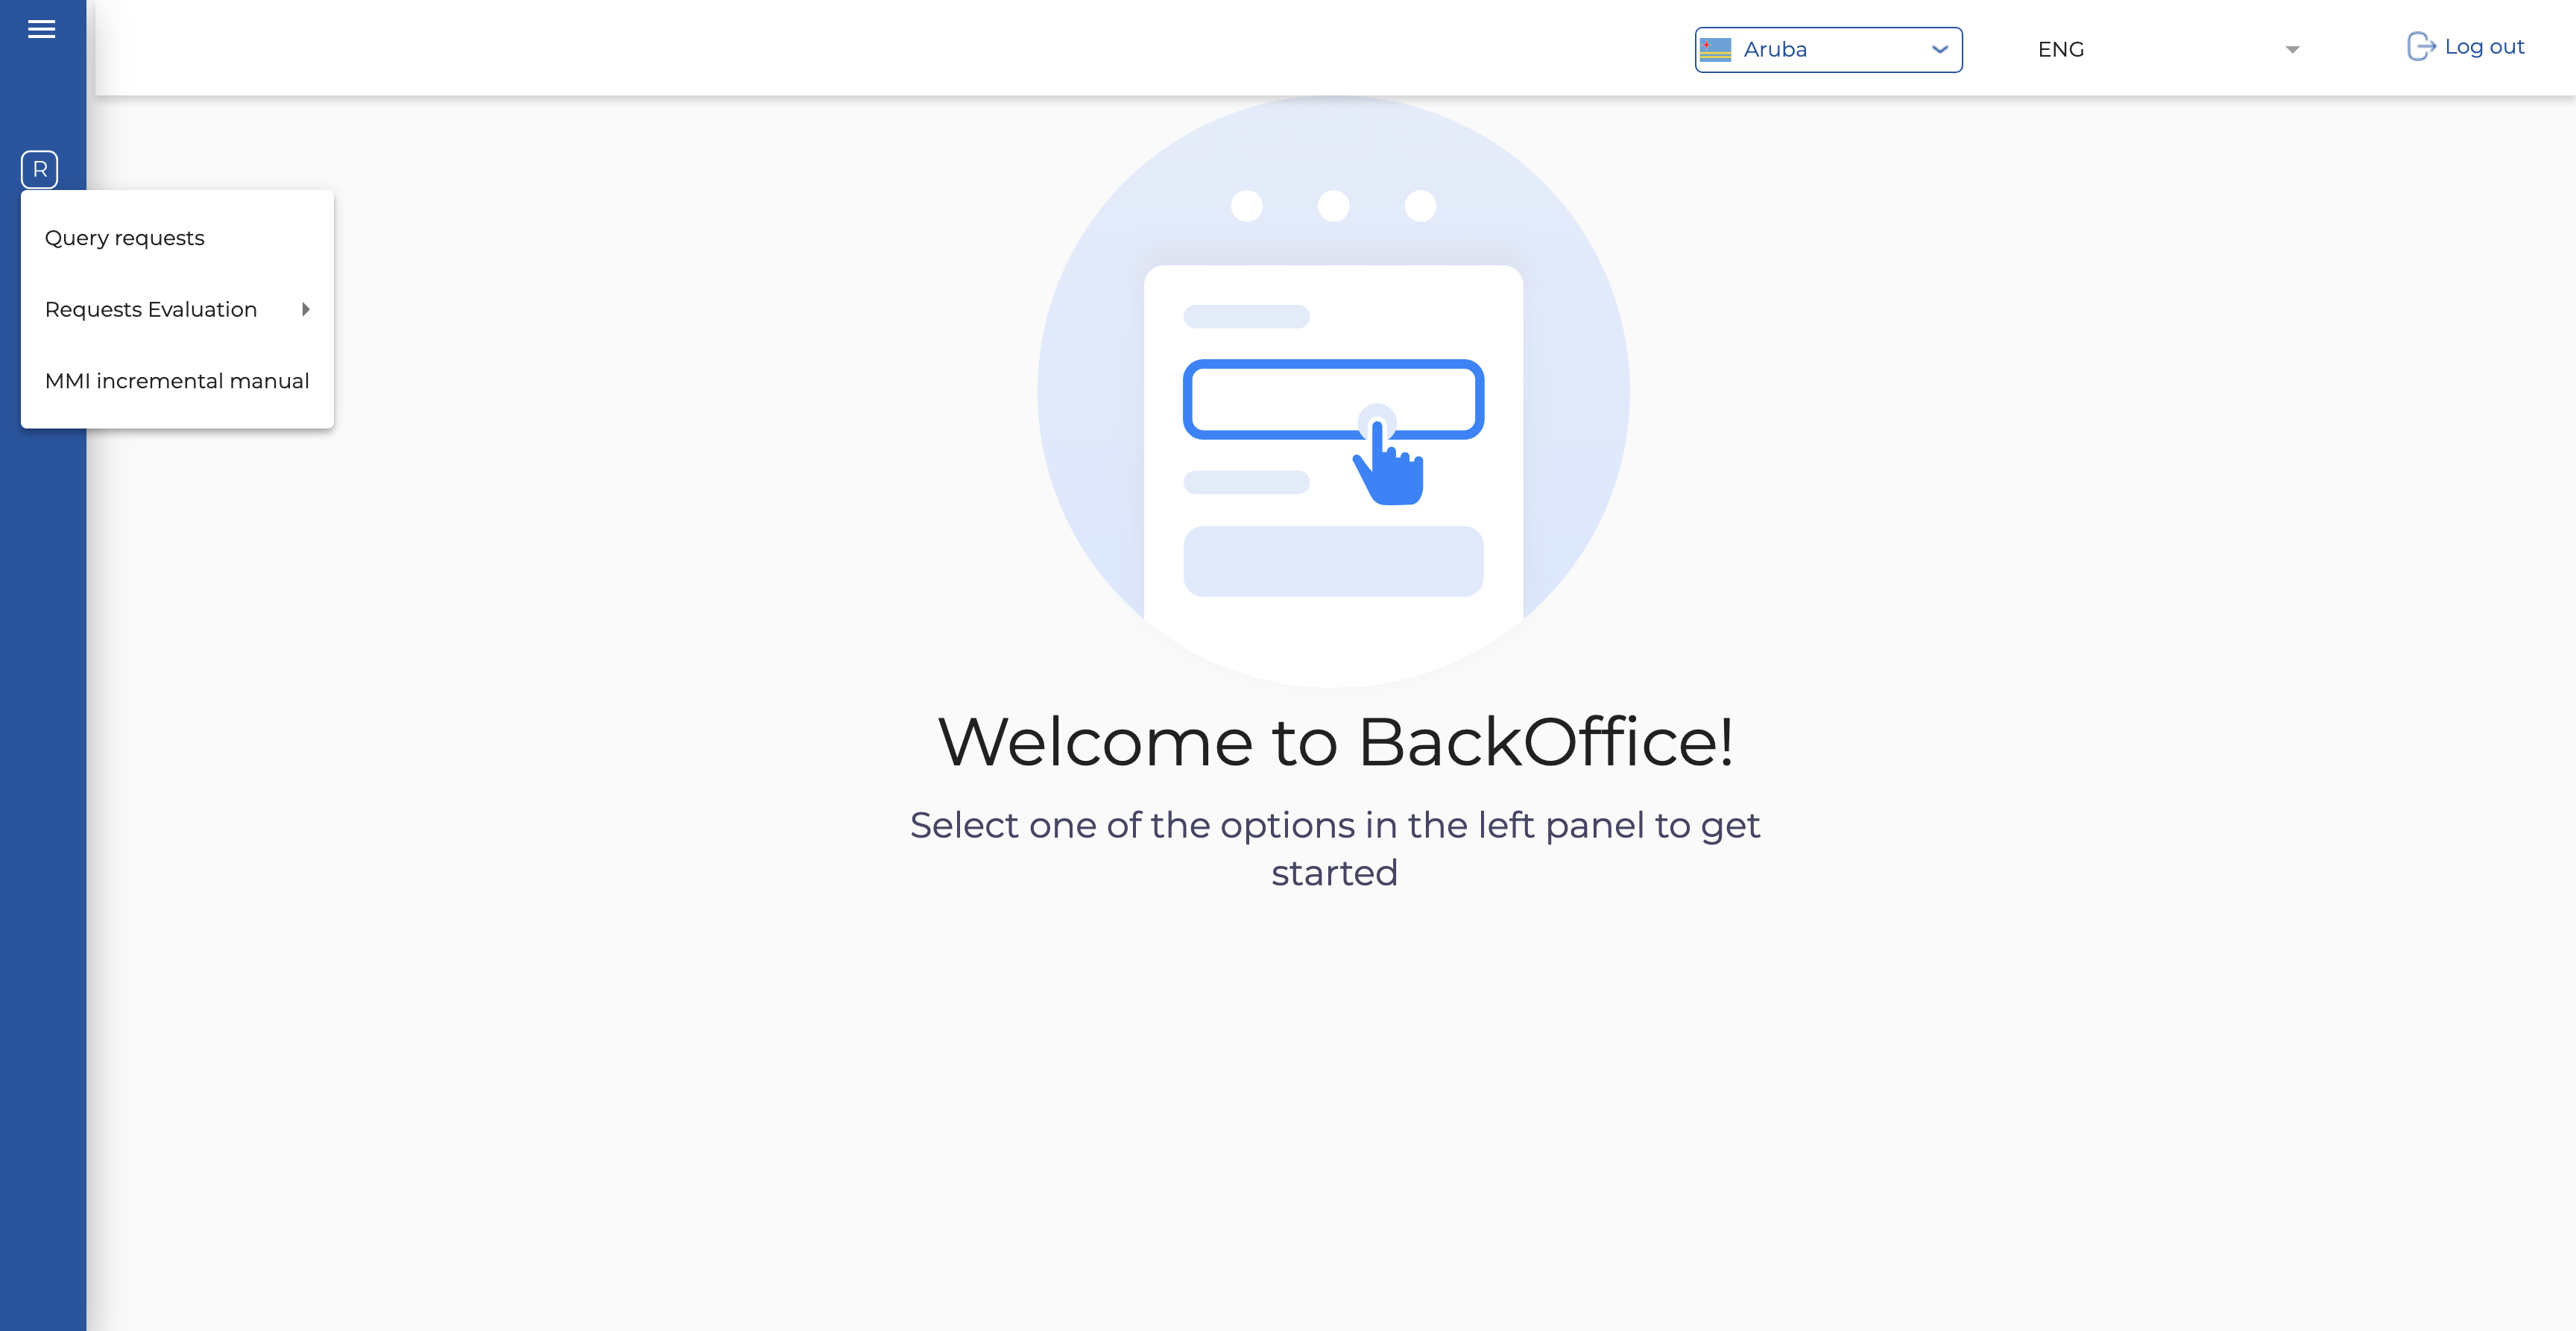 Aruba
ENG
Log out
R
Query requests
Requests Evaluation
MMI incremental manual
Welcome to BackOffice!
Select one of the options in the left panel to get
started